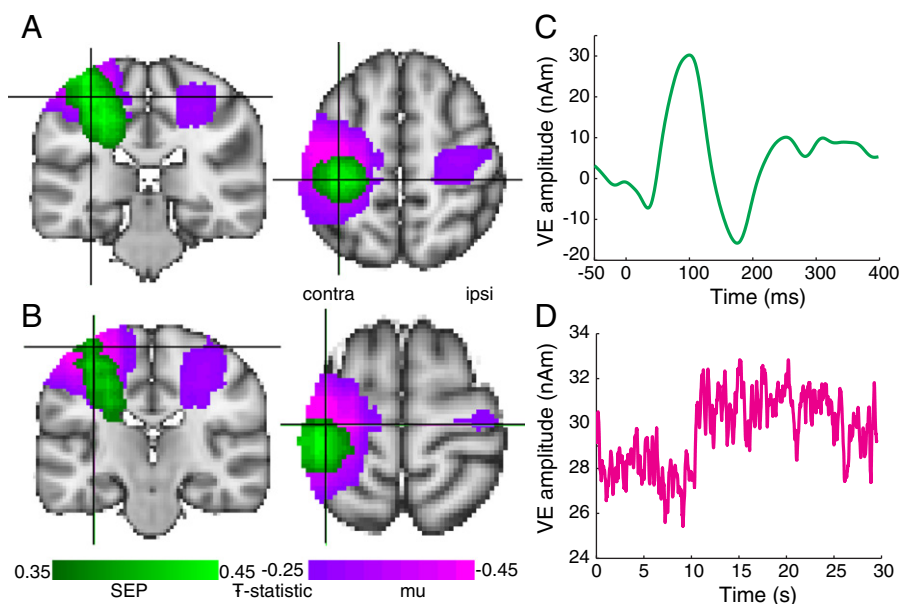 A
contra
ipsi
B
0.35
0.45
SEP
Ŧ-statistic
-0.25
-0.45
mu
C
VE amplitude (nAm)
30
20
10
0
-10
-20
-50
0
100
200
300
400
Time (ms)
D
VE amplitude (nAm)
34
32
30
28
26
24
0
5
10
15
20
25
30
Time (s)